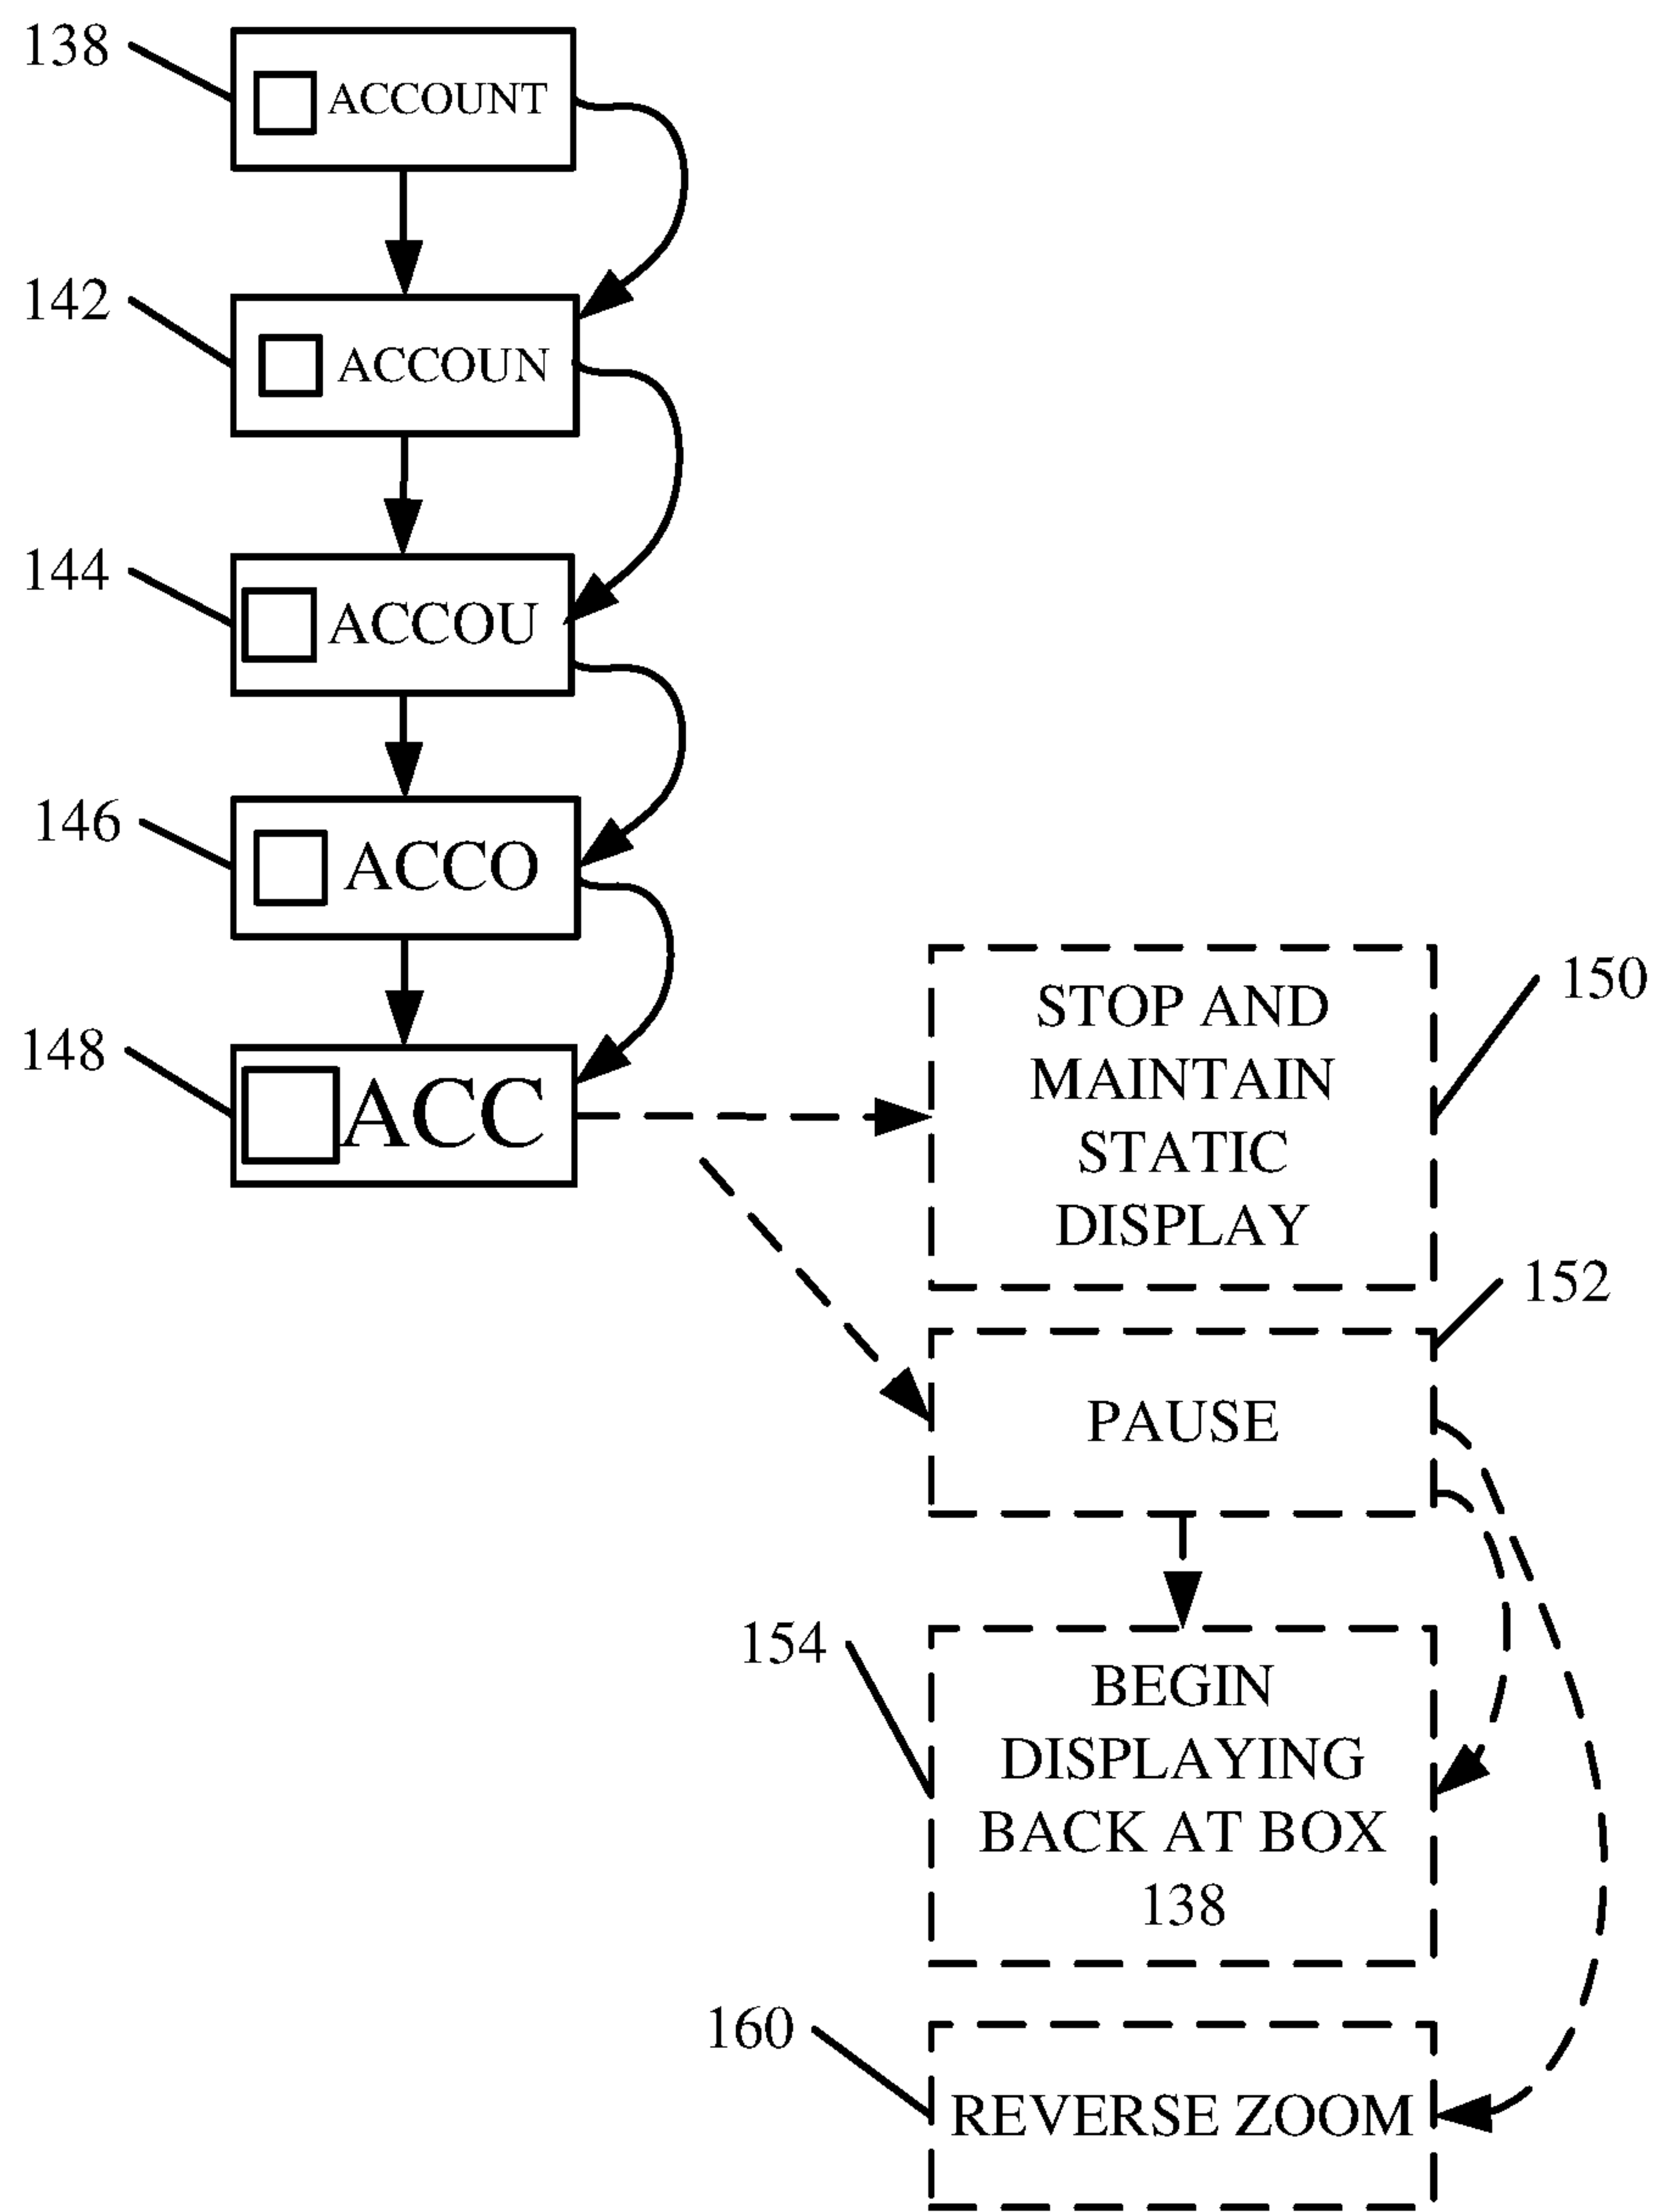 138
ACCOUNT
142
ACCOUN
144
ACCOU
146
ACCO
148
ACC
150
STOP AND
MAINTAIN
STATIC
DISPLAY
152
PAUSE
154
BEGIN
DISPLAYING
BACK AT BOX
138
160
REVERSE ZOOM